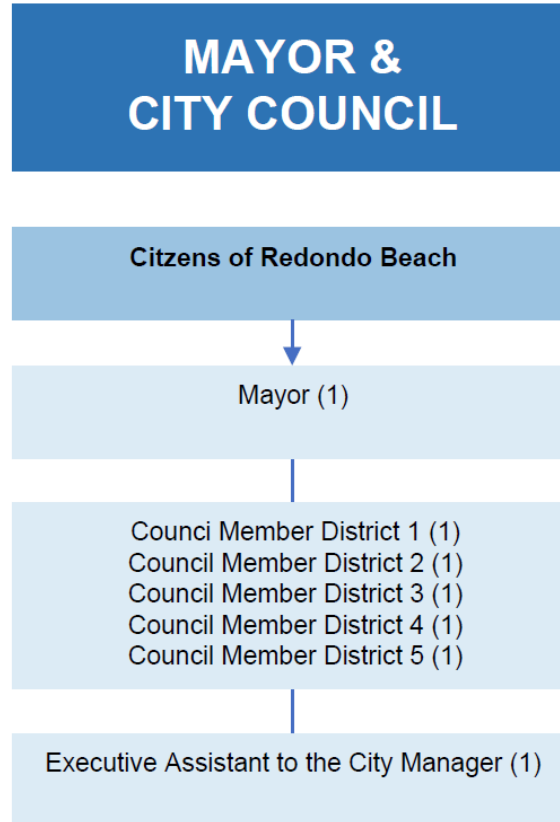 MAYOR &
CITY COUNCIL
Citzens of Redondo Beach
Mayor (1)
Counci Member District 1 (1)
Council Member District 2 (1)
Council Member District 3 (1)
Council Member District 4 (1)
Council Member District 5 (1)
Executive Assistant to the City Manager (1)